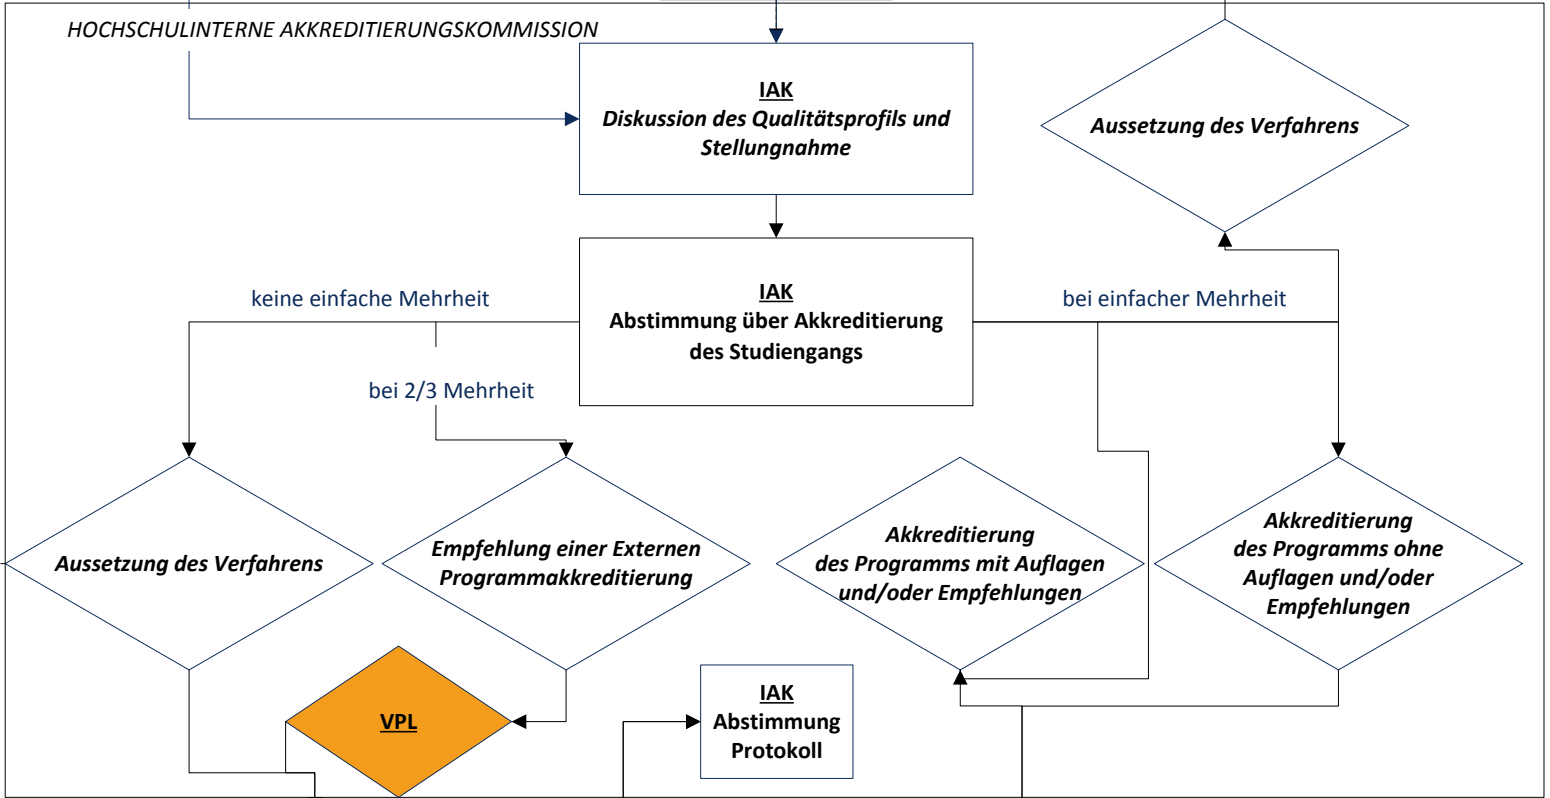 HOCHSCHULINTERNE AKKREDITIERUNGSKOMMISSION
IAK
Diskussion des Qualitätsprofils und
Stellungnahme
Aussetzung des Verfahrens
keine einfache Mehrheit
IAK
Abstimmung über Akkreditierung
des Studiengangs
bei einfacher Mehrheit
bei 2/3 Mehrheit
Aussetzung des Verfahrens
Empfehlung einer Externen
Programmakkreditierung
Akkreditierung
des Programms mit Auflagen
und/oder Empfehlungen
Akkreditierung
des Programms ohne
Auflagen und/oder
Empfehlungen
VPL
IAK
Abstimmung
Protokoll